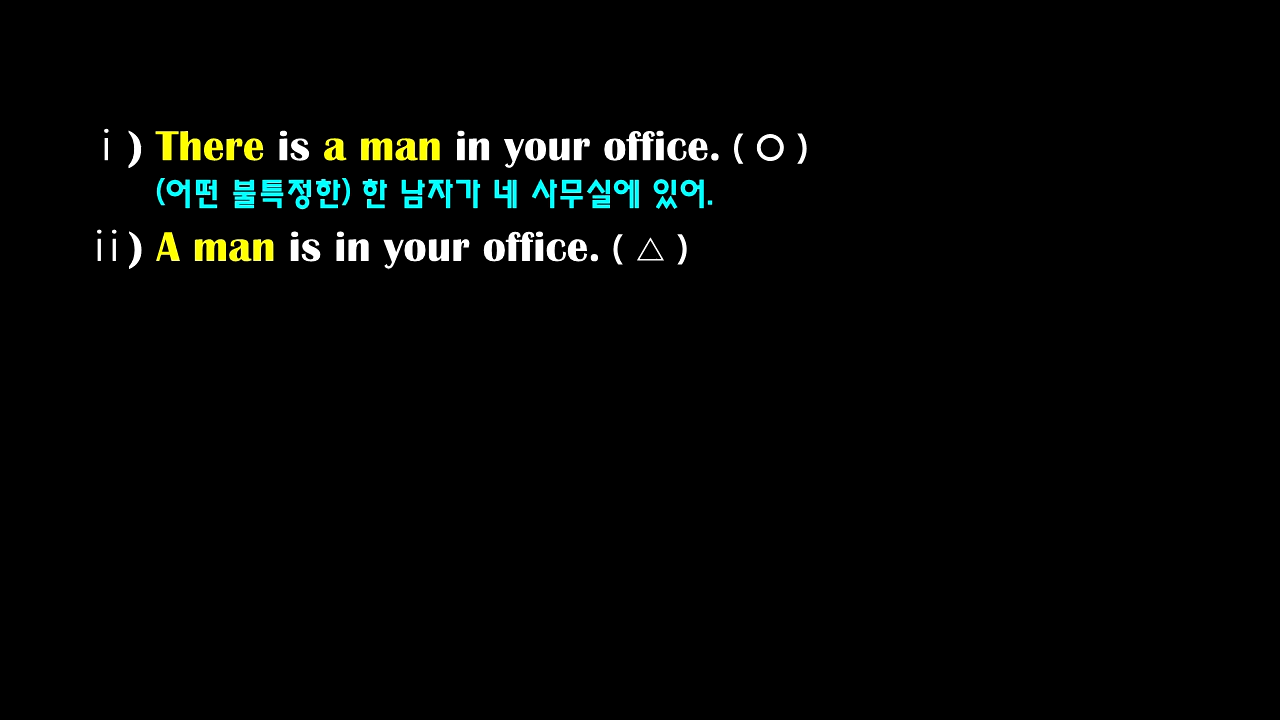 ⅰ) There is a man in your office. ( ○ )
(어떤 불특정한) 한 남자가 네 사무실에 있어.
ⅱ) A man is in your office. ( △ )